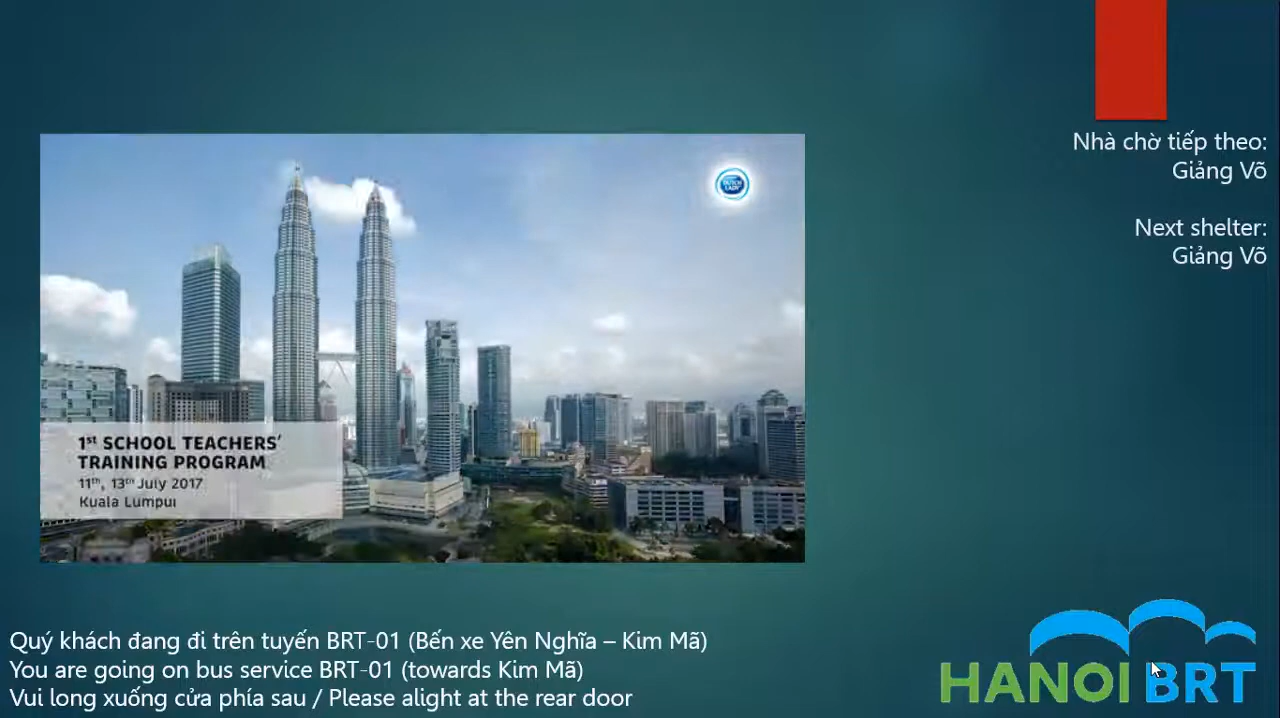 Nhà chờ tiếp theo:
Giảng Võ
Next shelter:
Giảng Võ
DUTCH LADY
1st SCHOOL TEACHERS'
TRAINING PROGRAM
11th, 13th July 2017
Kuala Lumpur
Quý khách đang đi trên tuyến BRT-01 (Bến xe Yên Nghĩa – Kim Mã)
You are going on bus service BRT-01 (towards Kim Mã)
Vui long xuống cửa phía sau / Please alight at the rear door
HANOI BRT